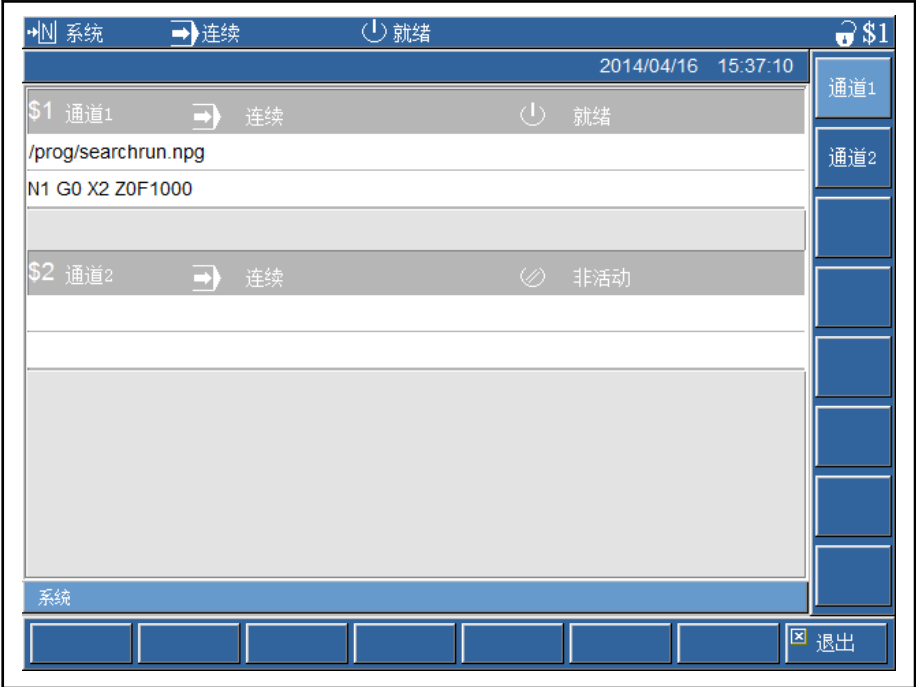 N 系统 连续 就绪 $1
2014/04/16 15:37:10
通道1
$1 通道1 连续 就绪
/prog/searchrun.npg
通道2
N1 G0 X2 Z0F1000
$2 通道2 连续 非活动
系统
退出